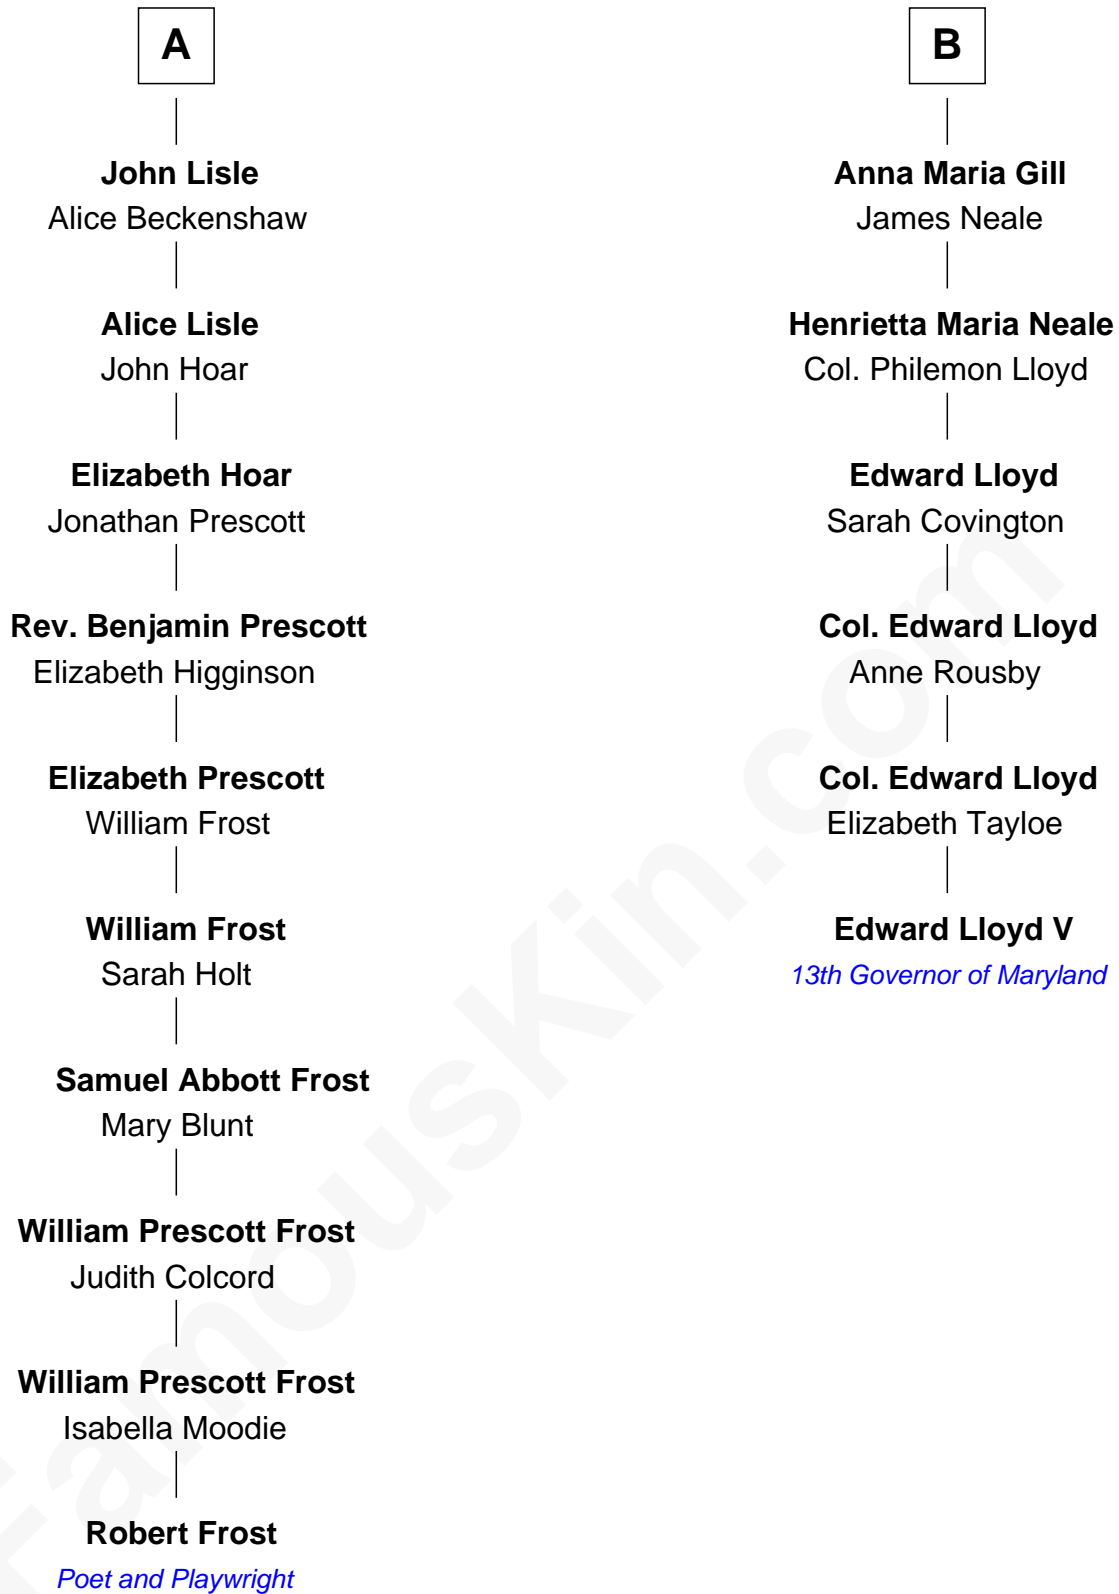 A
John Lisle
Alice Beckenshaw
Alice Lisle
John Hoar
Elizabeth Hoar
Jonathan Prescott
Rev. Benjamin Prescott
Elizabeth Higginson
Elizabeth Prescott
William Frost
William Frost
Sarah Holt
Samuel Abbott Frost
Mary Blunt
William Prescott Frost
Judith Colcord
William Prescott Frost
Isabella Moodie
Robert Frost
Poet and Playwright
B
Anna Maria Gill
James Neale
Henrietta Maria Neale
Col. Philemon Lloyd
Edward Lloyd
Sarah Covington
Col. Edward Lloyd
Anne Rousby
Col. Edward Lloyd
Elizabeth Tayloe
Edward Lloyd V
13th Governor of Maryland
FamousKin.com